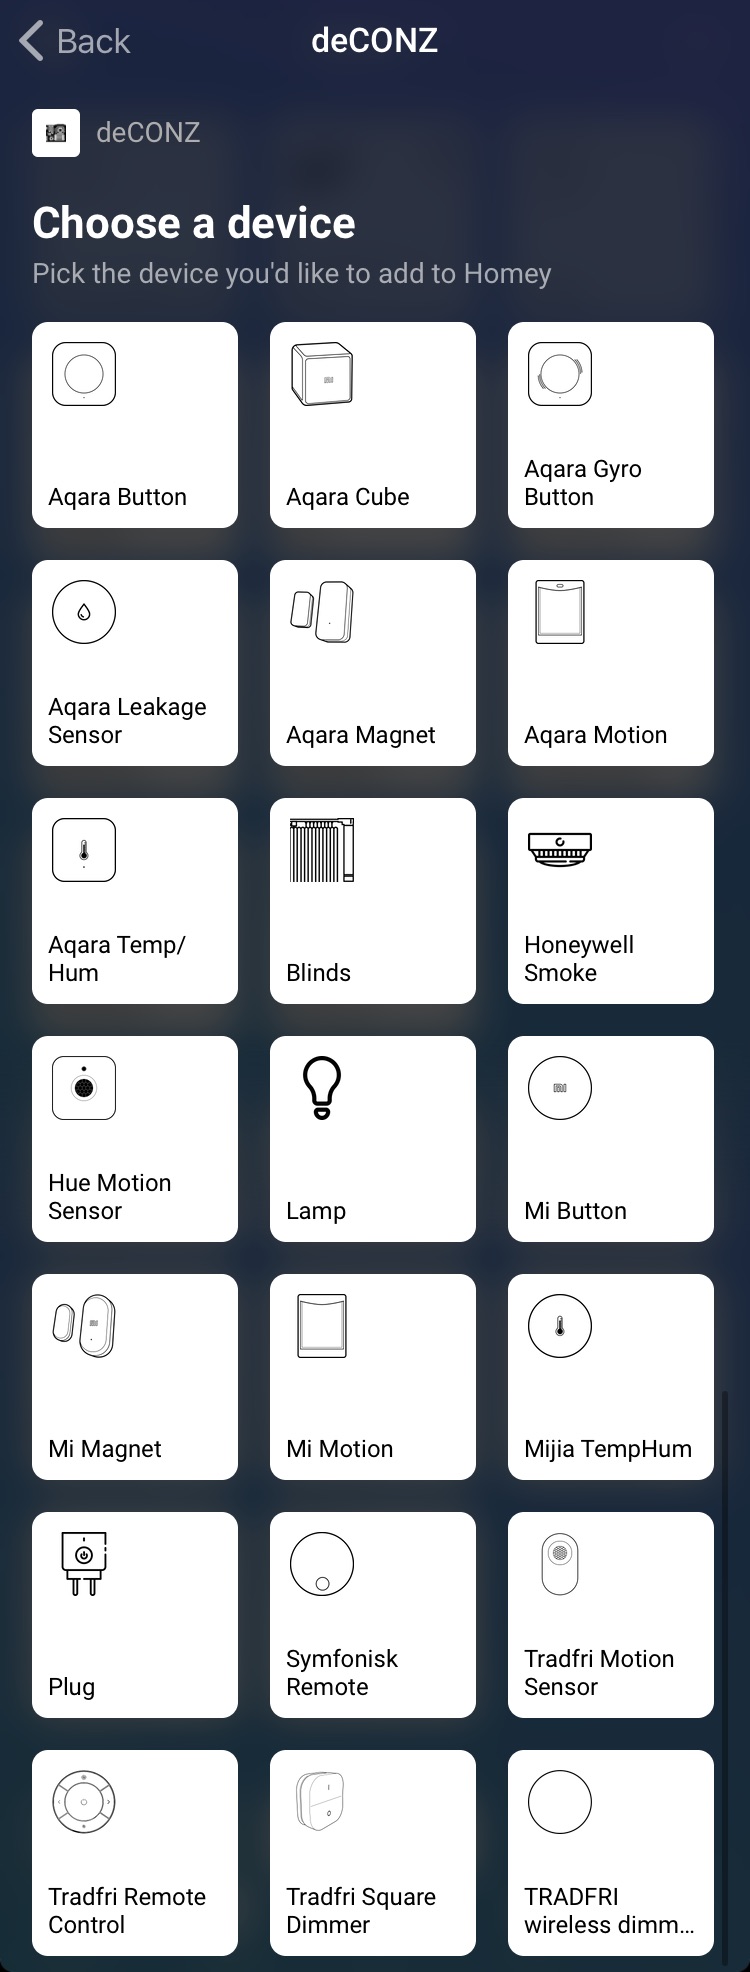 Back
deCONZ
deCONZ
Choose a device
Pick the device you'd like to add to Homey
Aqara Button
Aqara Cube
Aqara Gyro
Button
Aqara Leakage
Sensor
Aqara Magnet
Aqara Motion
Aqara Temp/
Hum
Blinds
Honeywell
Smoke
Hue Motion
Sensor
Lamp
Mi Button
Mi Magnet
Mi Motion
Mijia TempHum
Plug
Symfonisk
Remote
Tradfri Motion
Sensor
Tradfri Remote
Control
Tradfri Square
Dimmer
TRADFRI
wireless dimm...